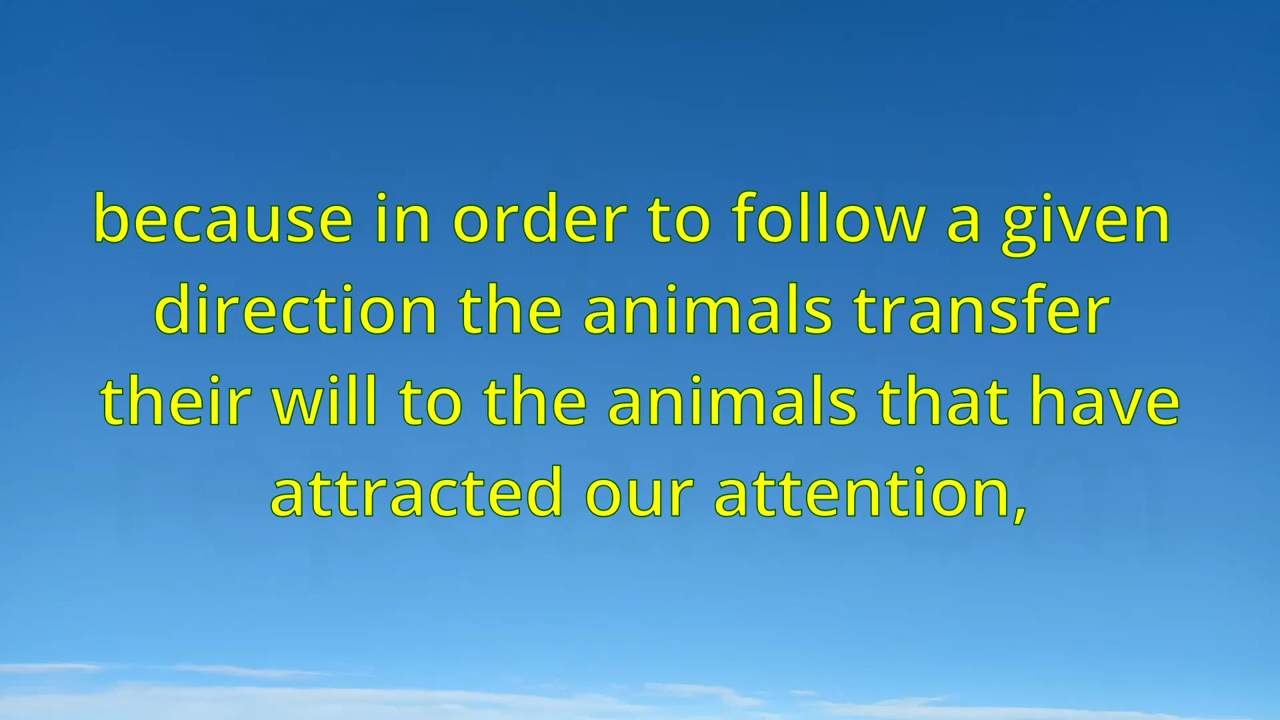 because in order to follow a given
direction the animals transfer
their will to the animals that have
attracted our attention,